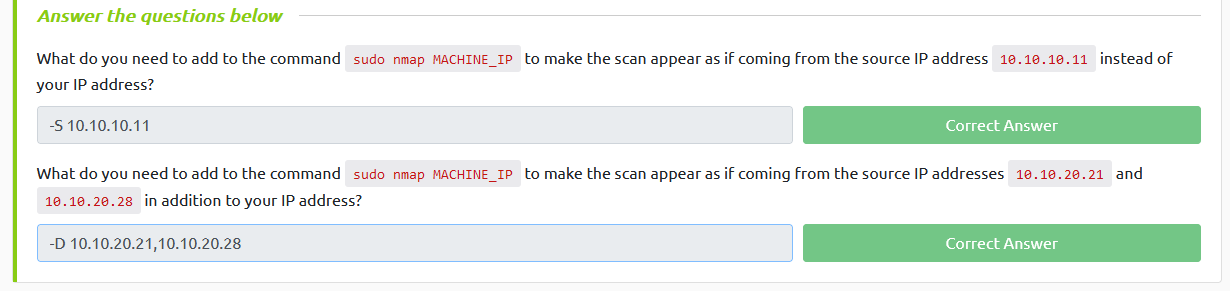 Answer the questions below
What do you need to add to the command sudo nmap MACHINE_IP to make the scan appear as if coming from the source IP address 10.10.10.11 instead of
your IP address?
-S 10.10.10.11
Correct Answer
What do you need to add to the command sudo nmap MACHINE_IP to make the scan appear as if coming from the source IP addresses 10.10.20.21 and
10.10.20.28 in addition to your IP address?
-D 10.10.20.21,10.10.20.28
Correct Answer